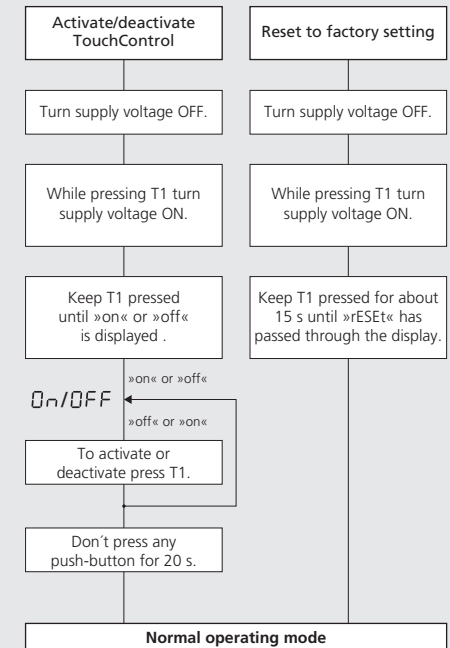 Activate/deactivate
TouchControl
Turn supply voltage OFF.
While pressing T1 turn
supply voltage ON.
Keep T1 pressed
until »on« or »off«
is displayed .
»on« or »off«
On/OFF
»off« or »on«
To activate or
deactivate press T1.
Don´t press any
push-button for 20 s.
Reset to factory setting
Turn supply voltage OFF.
While pressing T1 turn
supply voltage ON.
Keep T1 pressed for about
15 s until »rESEt« has
passed through the display.
Normal operating mode